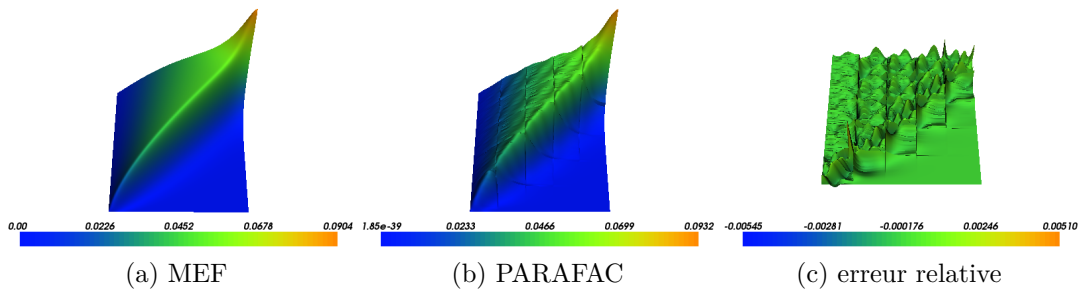 0.00 0.0226 0.0452 0.0678 0.0904
1.85e-39 0.0233 0.0466 0.0699 0.0932
-0.00545 -0.00281 -0.000176 0.00246 0.00510
(a) MEF
(b) PARAFAC
(c) erreur relative